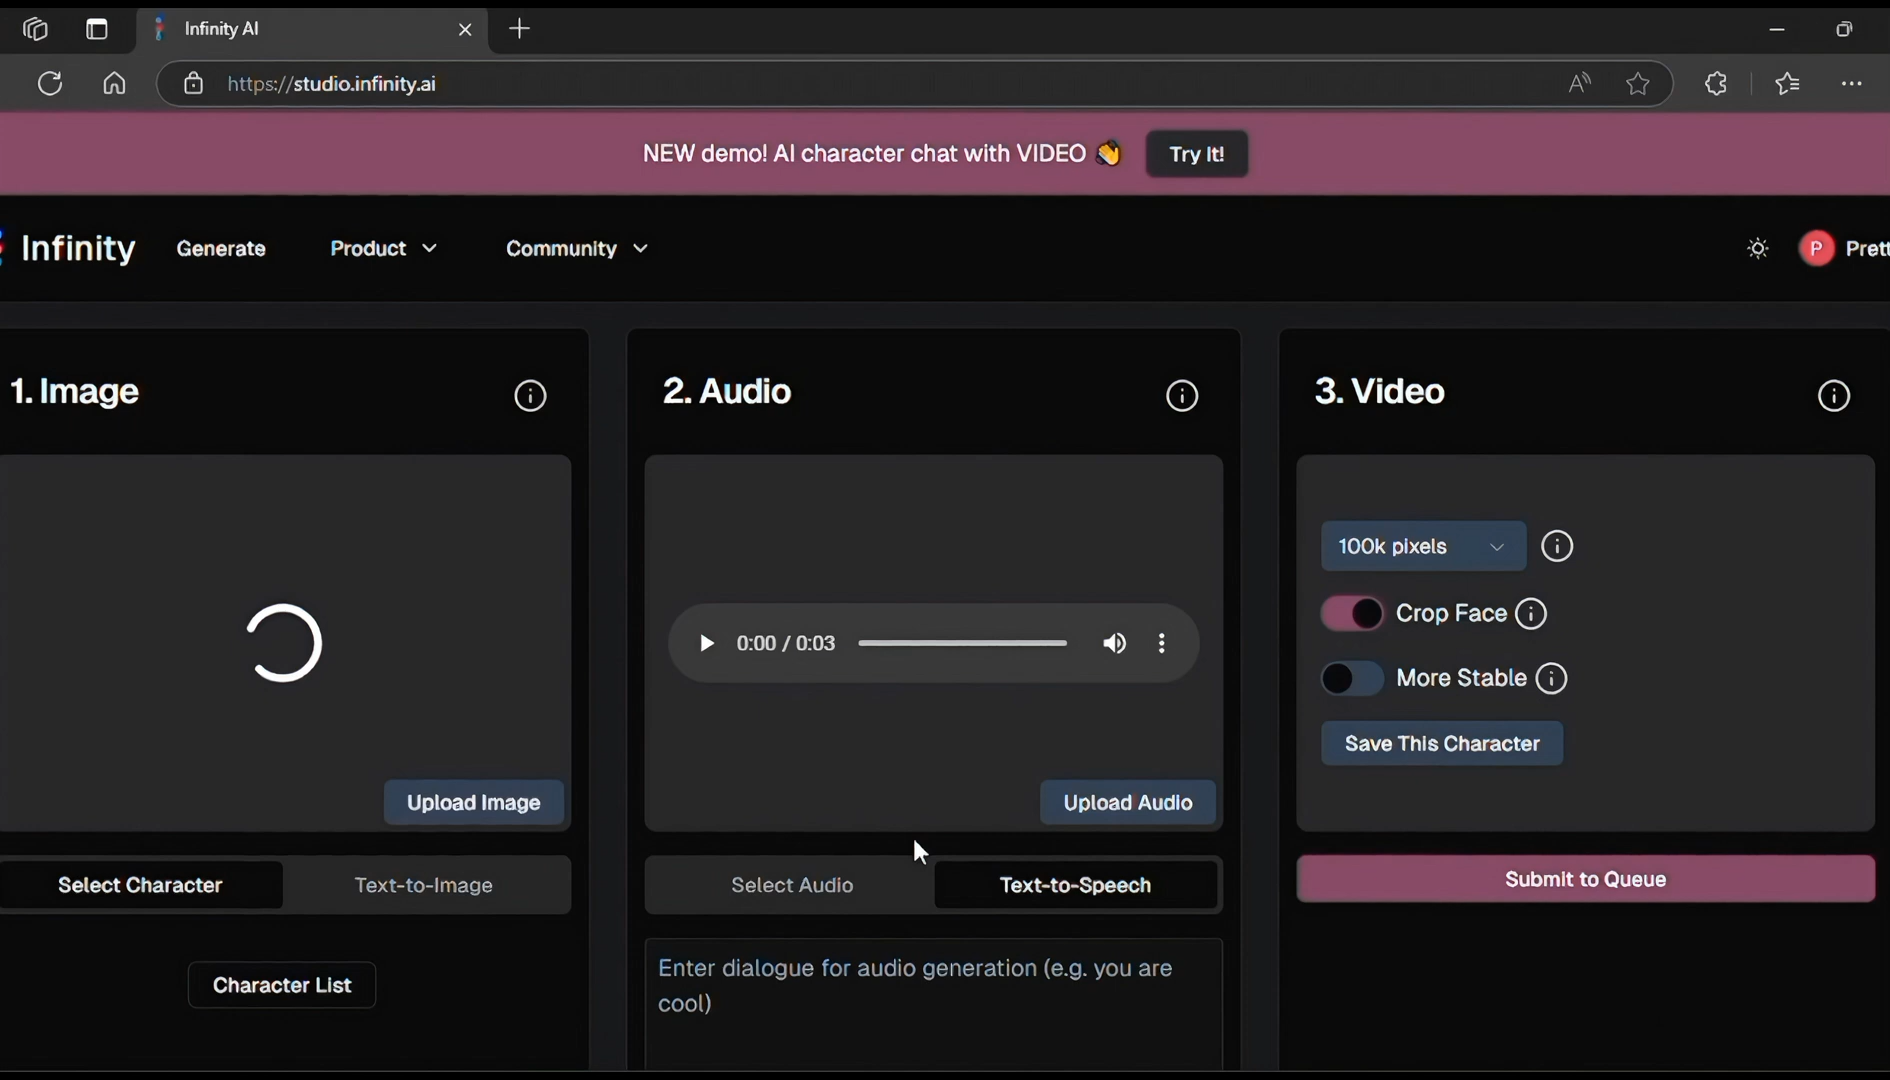 Infinity AI
https://studio.infinity.ai
NEW demo! AI character chat with VIDEO 👋 Try It!
Infinity Generate Product Community P Prett
1. Image
2. Audio
3. Video
100k pixels
0:00 / 0:03
Crop Face
More Stable
Save This Character
Upload Image
Upload Audio
Select Character Text-to-Image
Select Audio Text-to-Speech
Submit to Queue
Character List
Enter dialogue for audio generation (e.g. you are
cool)